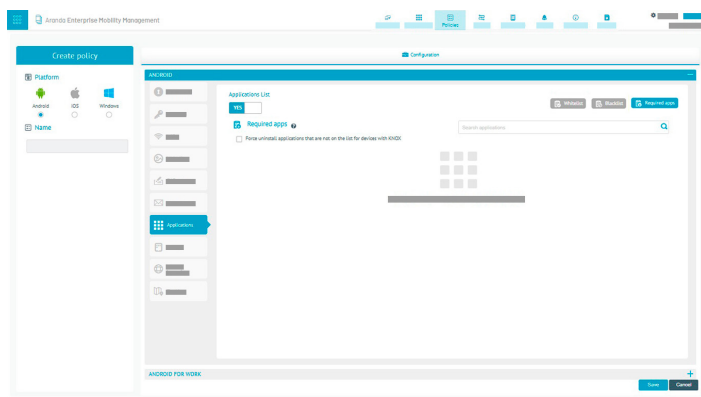 Aranda Enterprise Mobility Management
Policies
Create policy
Configuration
Platform
Android
IOS
Windows
Name
ANDROID
Applications List
YES
Whitelist
Blacklist
Required apps
Required apps
Search applications
Force uninstall applications that are not on the list for devices with KNOX
Applications
ANDROID FOR WORK
Save
Cancel